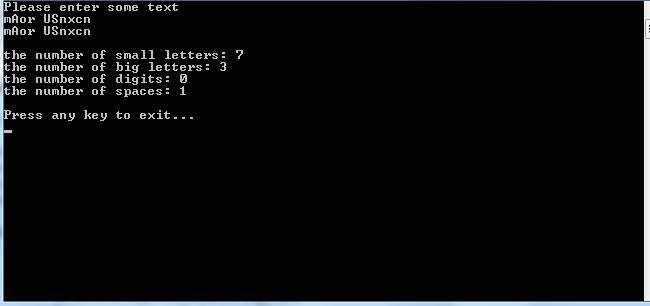 Please enter some text
mAor USnxcn
mAor USnxcn
the number of small letters: 7
the number of big letters: 3
the number of digits: 0
the number of spaces: 1
Press any key to exit...